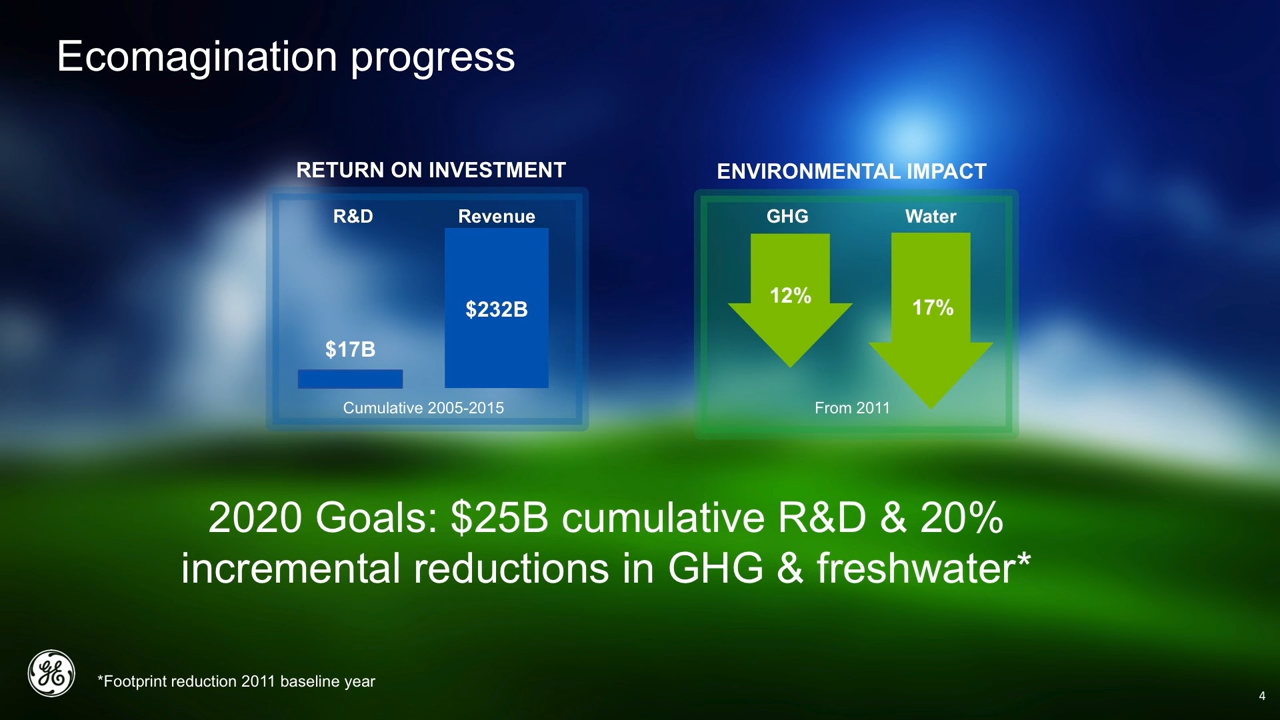 Ecomagination progress
RETURN ON INVESTMENT
R&D Revenue
$232B
$17B
Cumulative 2005-2015
ENVIRONMENTAL IMPACT
GHG Water
12%
17%
From 2011
2020 Goals: $25B cumulative R&D & 20%
incremental reductions in GHG & freshwater*
GE
*Footprint reduction 2011 baseline year
4